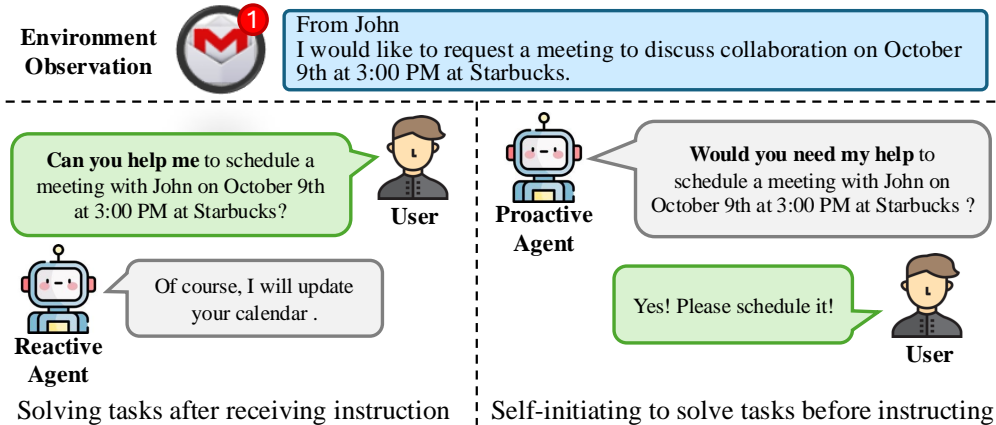 Environment
Observation
1
From John
I would like to request a meeting to discuss collaboration on October
9th at 3:00 PM at Starbucks.
Can you help me to schedule a
meeting with John on October 9th
at 3:00 PM at Starbucks?
User
Of course, I will update
your calendar .
Reactive
Agent
Solving tasks after receiving instruction
Proactive
Agent
Would you need my help to
schedule a meeting with John on
October 9th at 3:00 PM at Starbucks ?
Yes! Please schedule it!
User
Self-initiating to solve tasks before instructing